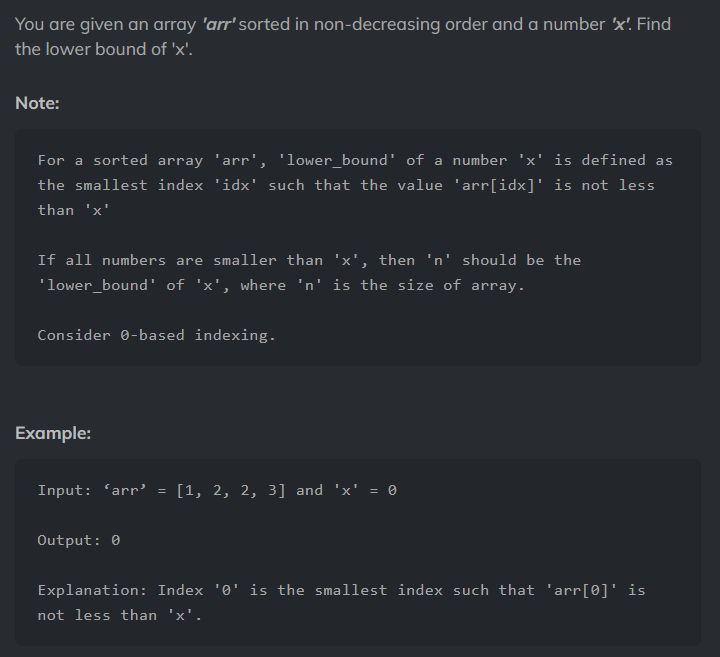 You are given an array 'arr' sorted in non-decreasing order and a number 'x'. Find
the lower bound of 'x'.
Note:
For a sorted array 'arr', 'lower_bound' of a number 'x' is defined as
the smallest index 'idx' such that the value 'arr[idx]' is not less
than 'x'
If all numbers are smaller than 'x', then 'n' should be the
'lower_bound' of 'x', where 'n' is the size of array.
Consider 0-based indexing.
Example:
Input: ‘arr’ = [1, 2, 2, 3] and 'x' = 0
Output: 0
Explanation: Index '0' is the smallest index such that 'arr[0]' is
not less than 'x'.